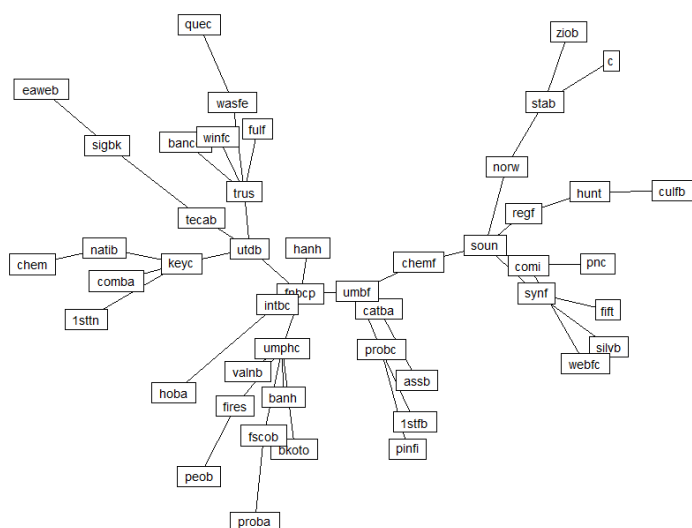 quec
ziob
c
eaweb
wasfe
stab
winfc
fulf
sigbk
trus
norw
hunt
culfb
tecab
regf
natib
utdb
hanh
soun
chem
keyc
chemf
comi
pnc
comba
umbf
synf
intbc
catba
fift
1sttn
umphc
probc
silvb
webfc
valnb
assb
hoba
banh
fires
1stfb
fscob
pinfi
bkoto
peob
proba